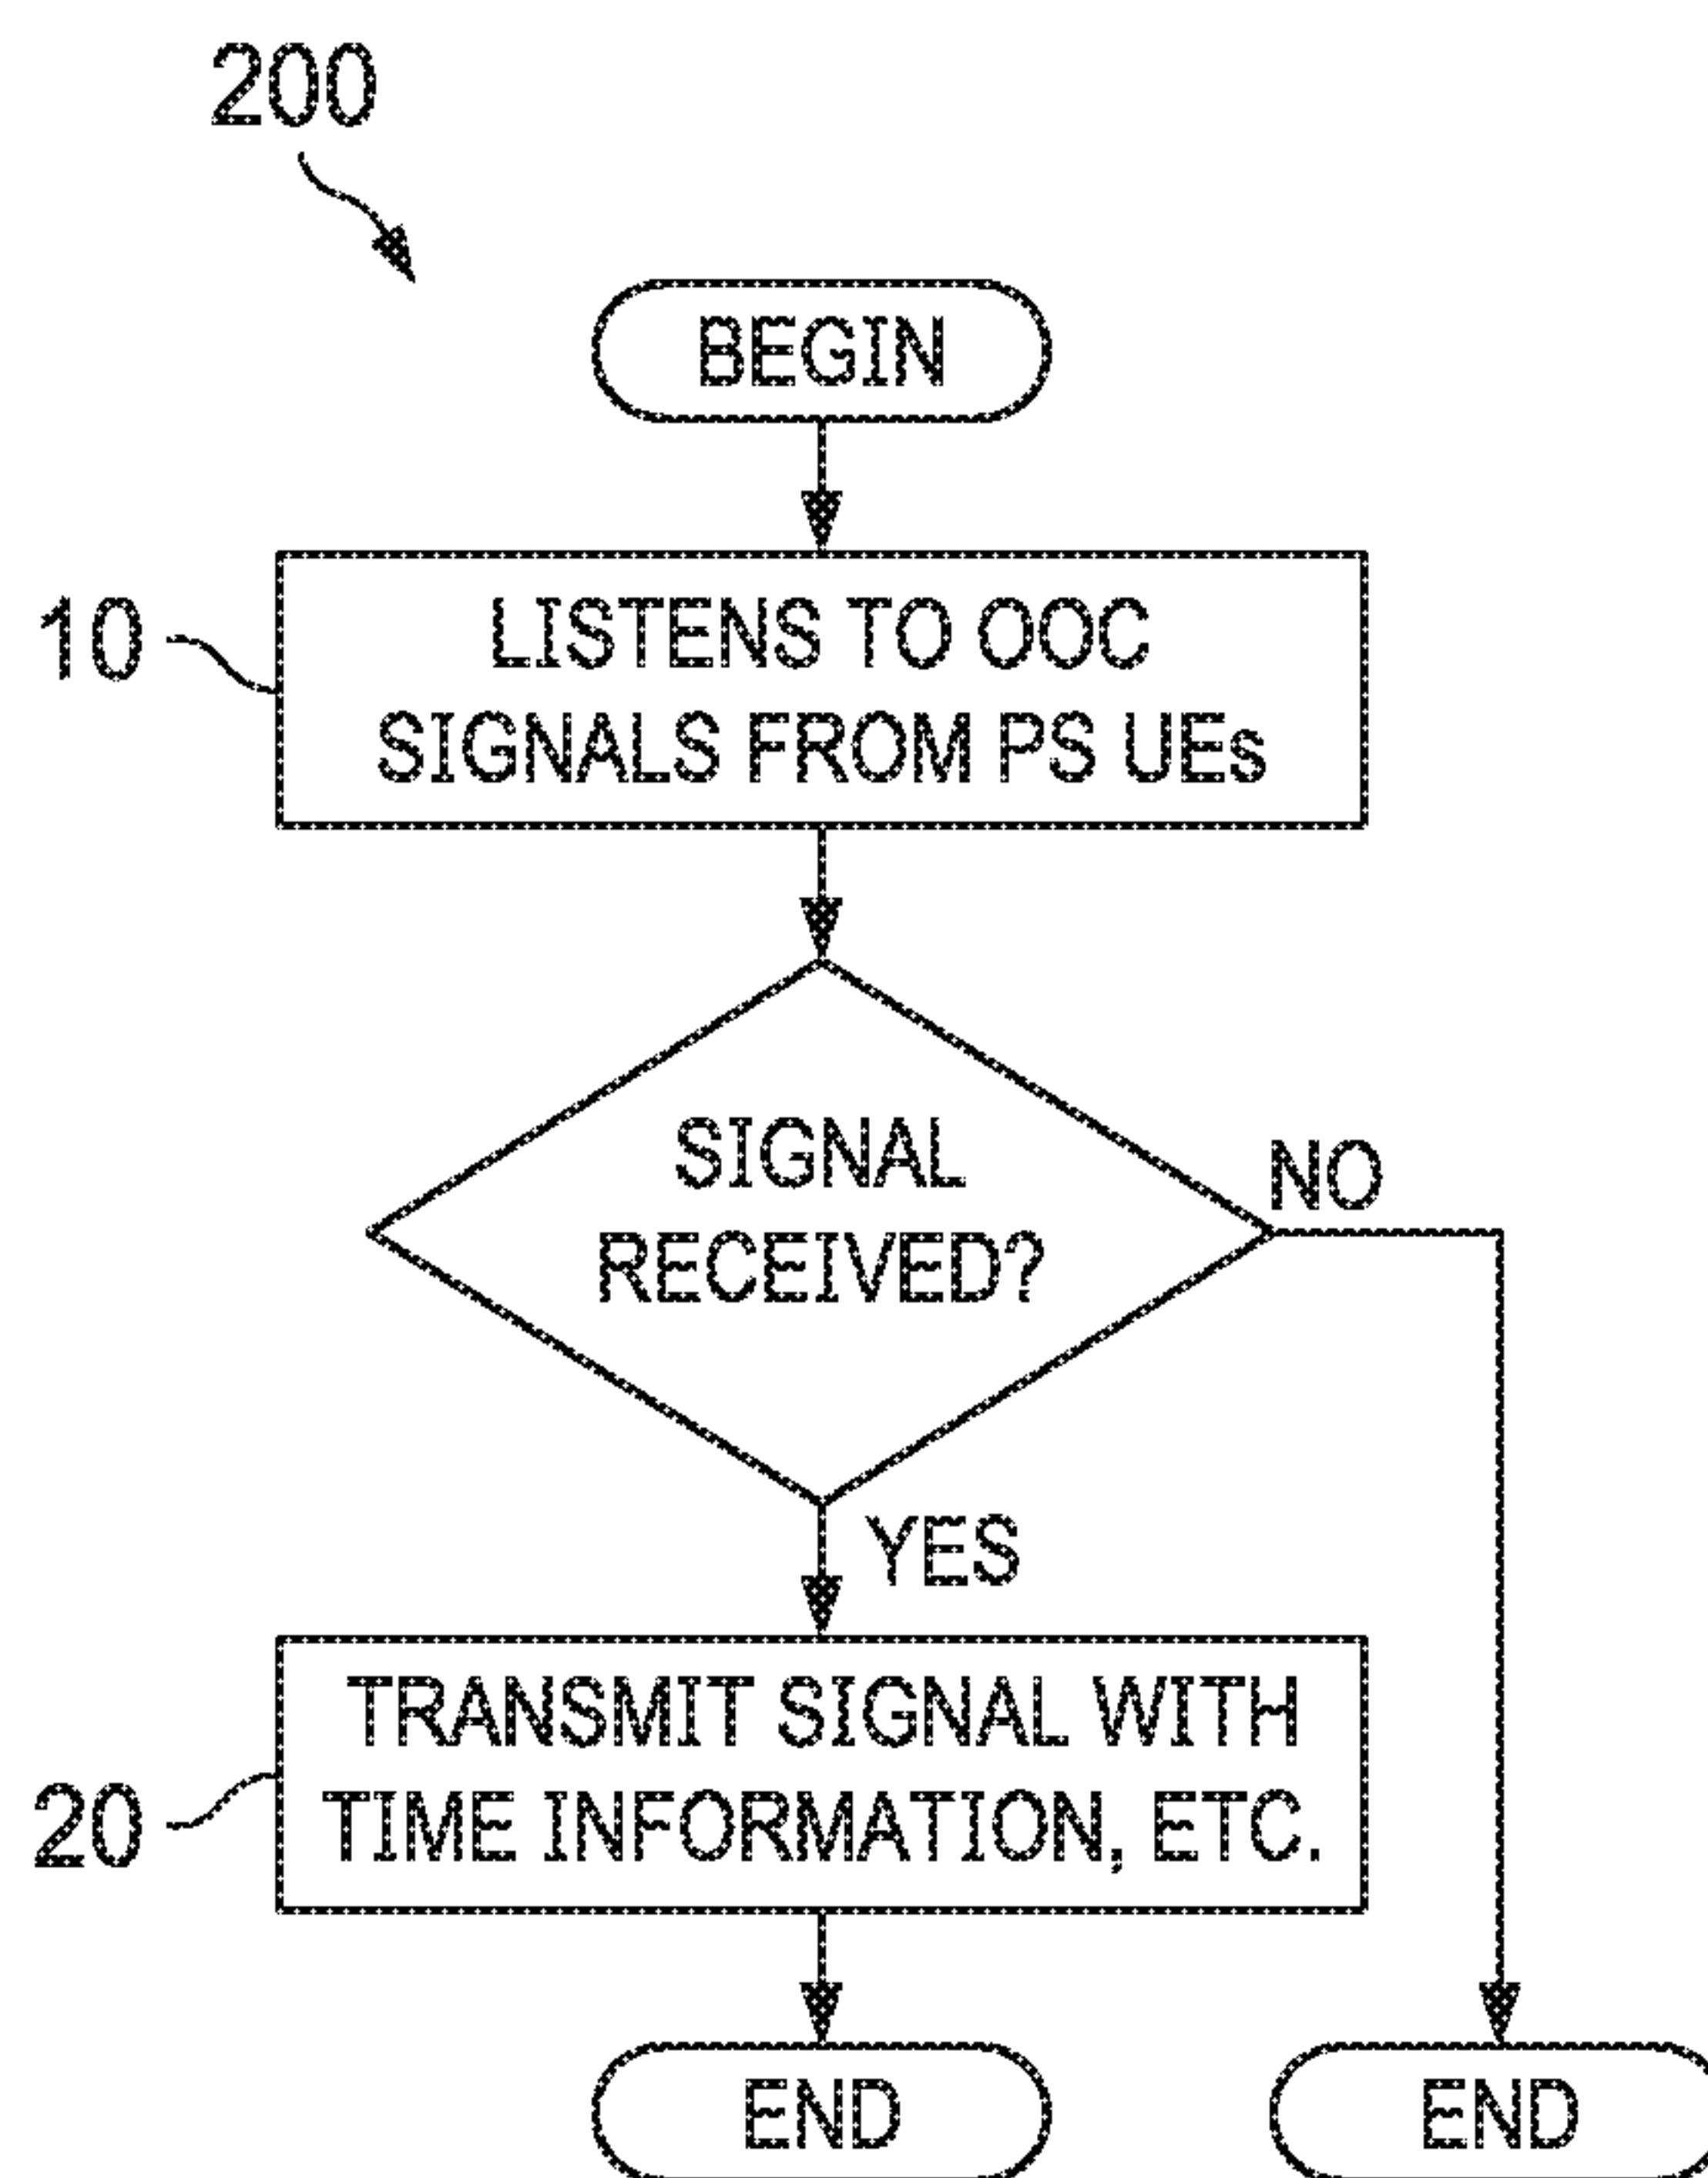 200
BEGIN
10
LISTENS TO OOC
SIGNALS FROM PS UEs
SIGNAL
RECEIVED?
NO
YES
20
TRANSMIT SIGNAL WITH
TIME INFORMATION, ETC.
END
END